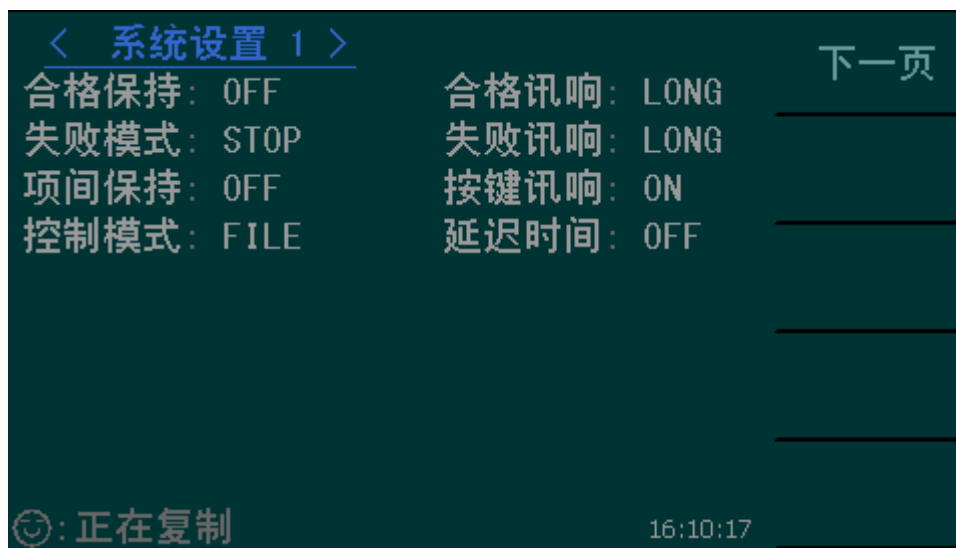 < 系统设置 1 >
下一页
合格保持: OFF 合格讯响: LONG
失败模式: STOP 失败讯响: LONG
项间保持: OFF 按键讯响: ON
控制模式: FILE 延迟时间: OFF
:正在复制 16:10:17